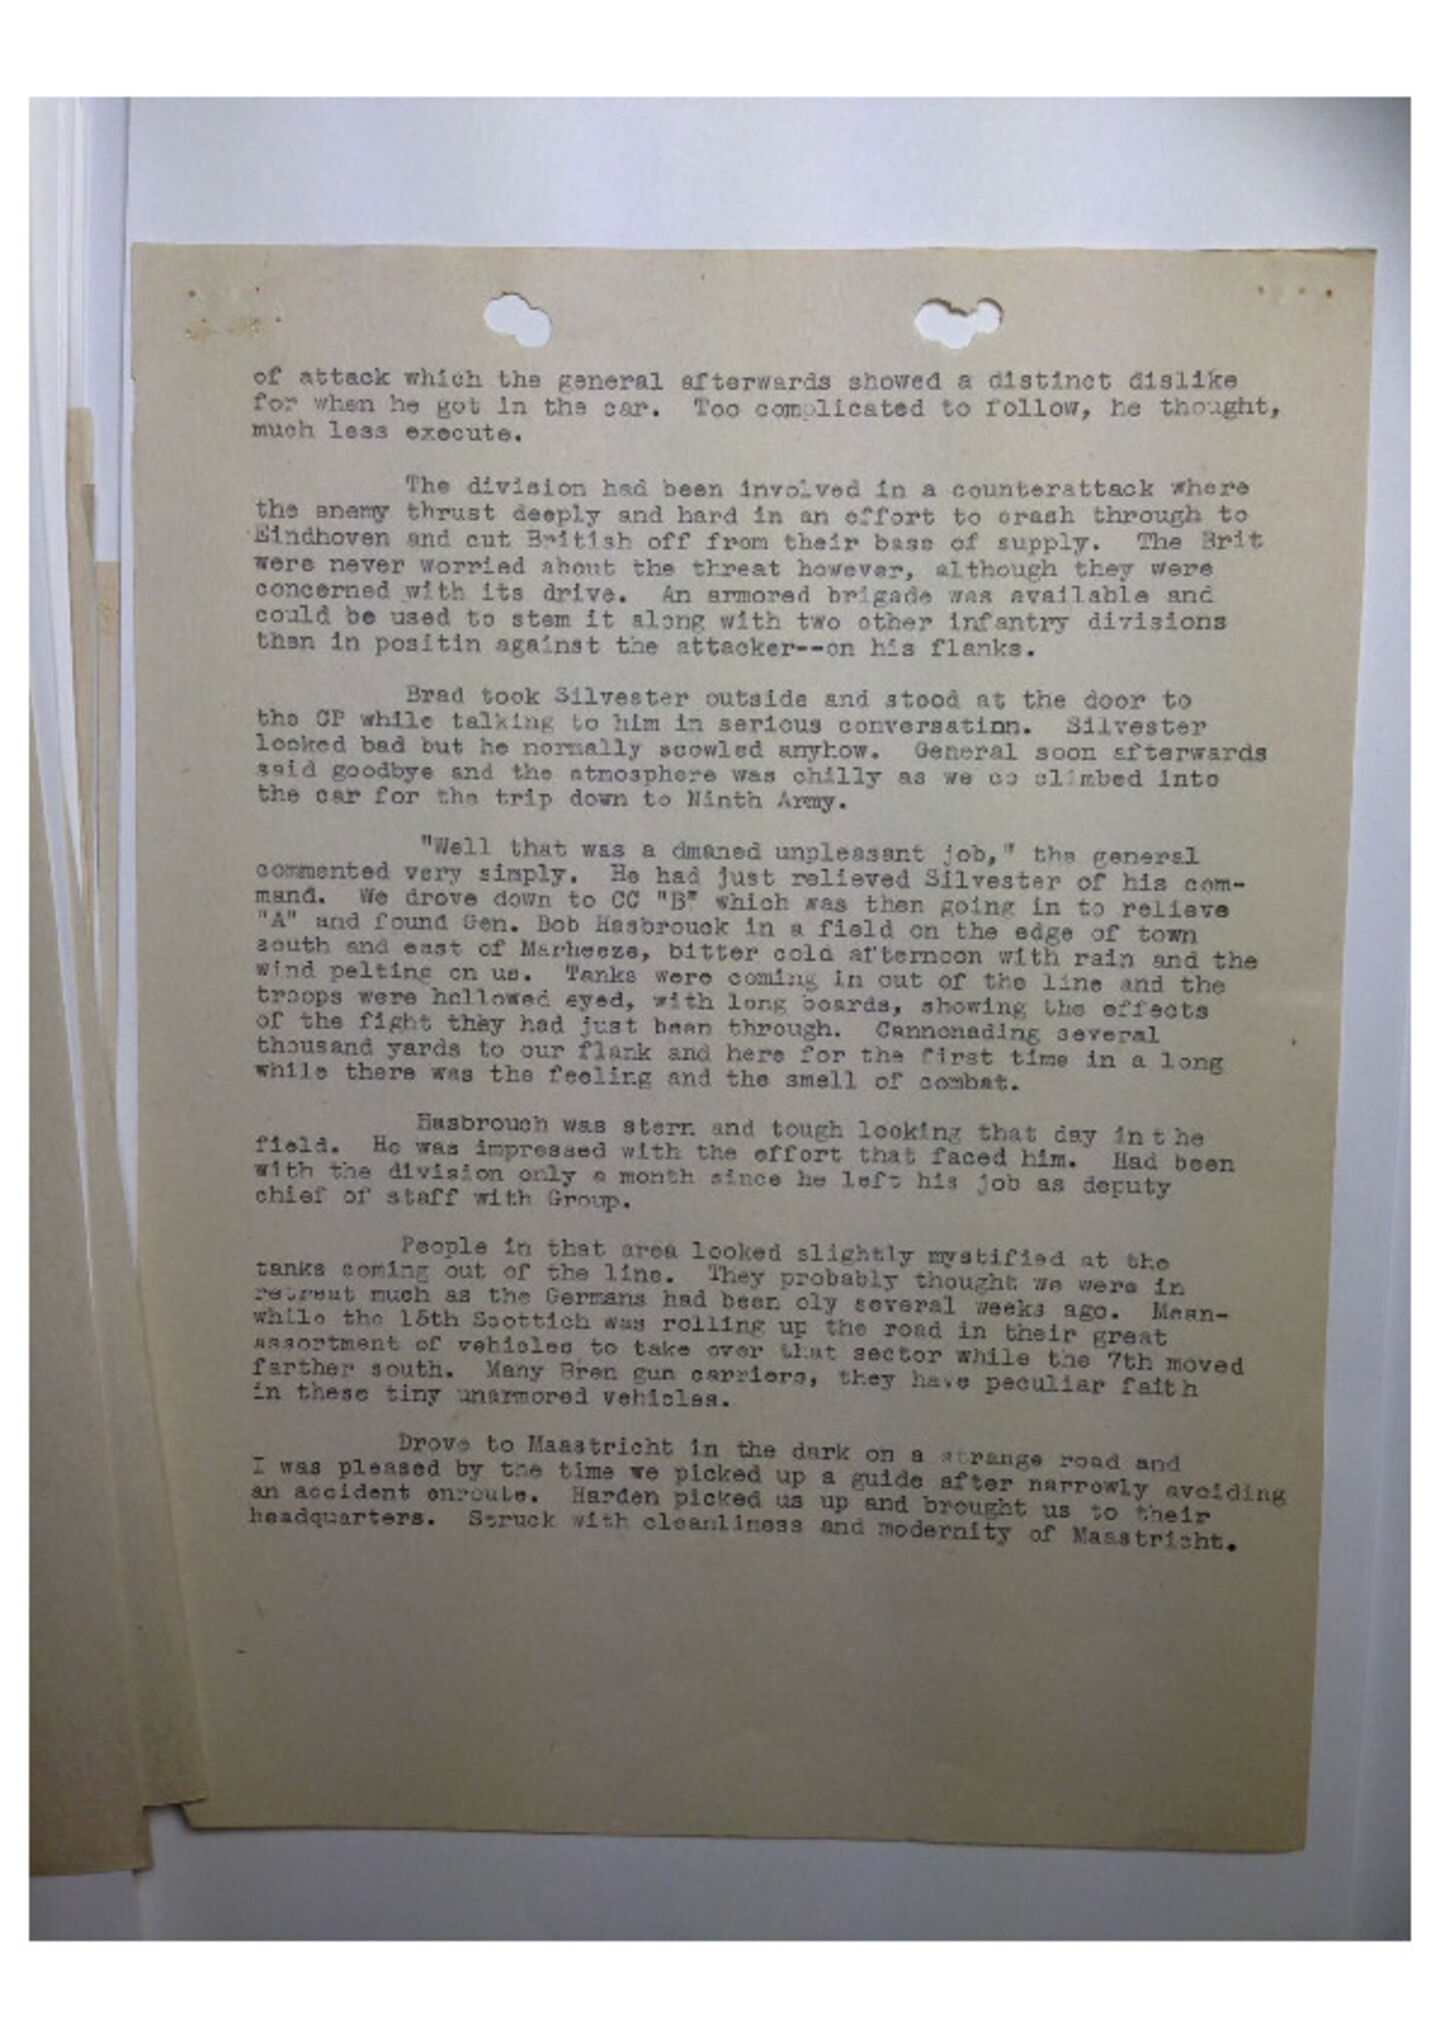 of attack which the general afterwards showed a distinct dislike
for when he got in the car. Too complicated to follow, he thought,
much less execute.
The division had been involved in a counterattack where
the enemy thrust deeply and hard in an effort to crash through to
Eindhoven and cut British off from their base of supply. The Brit
were never worried about the threat however, although they were
concerned with its drive. An armored brigade was available and
could be used to stem it along with two other infantry divisions
then in positin against the attacker--on his flanks.
Brad took Silvester outside and stood at the door to
the CP while talking to him in serious conversatinn. Silvester
looked bad but he normally scowled anyhow. General soon afterwards
said goodbye and the atmosphere was chilly as we co climbed into
the car for the trip down to Ninth Army.
"Well that was a dmaned unpleasant job," the general
commented very simply. He had just relieved Silvester of his com-
mand. We drove down to CC "B" which was then going in to relieve
"A" and found Gen. Bob Hasbrouck in a field on the edge of town
south and east of Marheeze, bitter cold afternoon with rain and the
wind pelting on us. Tanks were coming in out of the line and the
troops were hollowed eyed, with long beards, showing the effects
of the fight they had just been through. Cannonading several
thousand yards to our flank and here for the first time in a long
while there was the feeling and the smell of combat.
Hasbrouch was stern and tough looking that day in t he
field. He was impressed with the effort that faced him. Had been
with the division only a month since he left his job as deputy
chief of staff with Group.
People in that area looked slightly mystified at the
tanks coming out of the line. They probably thought we were in
retreat much as the Germans had been oly several weeks ago. Mean-
while the 15th Scottich was rolling up the road in their great
assortment of vehicles to take over that sector while the 7th moved
farther south. Many Bren gun carriers, they have peculiar faith
in these tiny unarmored vehicles.
Drove to Maastricht in the dark on a strange road and
I was pleased by the time we picked up a guide after narrowly avoiding
an accident enroute. Harden picked us up and brought us to their
headquarters. Struck with cleanliness and modernity of Maastricht.